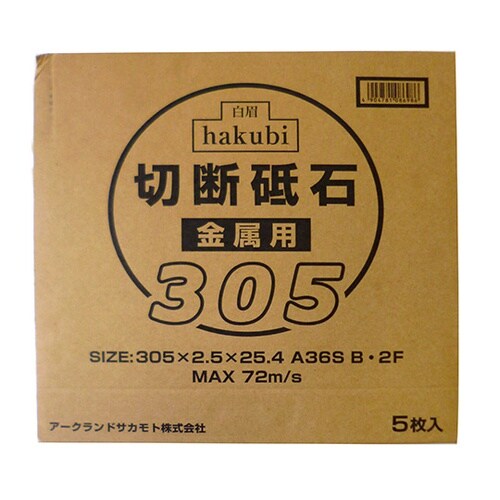 白眉
hakubi
切断砥石
金属用
305
SIZE:305×2.5×25.4 A36S B・2F
MAX 72m/s
アークランドサカモト株式会社
5枚入